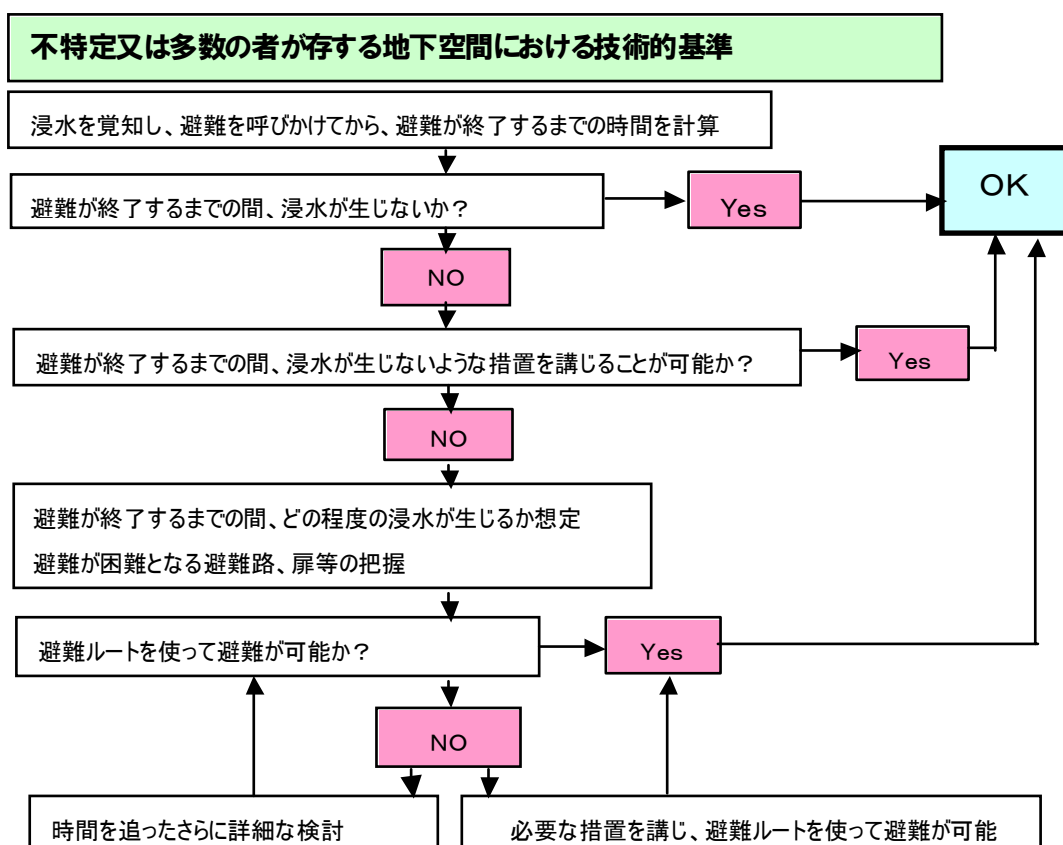 不特定又は多数の者が存する地下空間における技術的基準
浸水を覚知し、避難を呼びかけてから、避難が終了するまでの時間を計算
避難が終了するまでの間、浸水が生じないか？
Yes
OK
NO
避難が終了するまでの間、浸水が生じないような措置を講じることが可能か？
Yes
NO
避難が終了するまでの間、どの程度の浸水が生じるか想定
避難が困難となる避難路、扉等の把握
避難ルートを使って避難が可能か？
Yes
NO
時間を追ったさらに詳細な検討
必要な措置を講じ、避難ルートを使って避難が可能